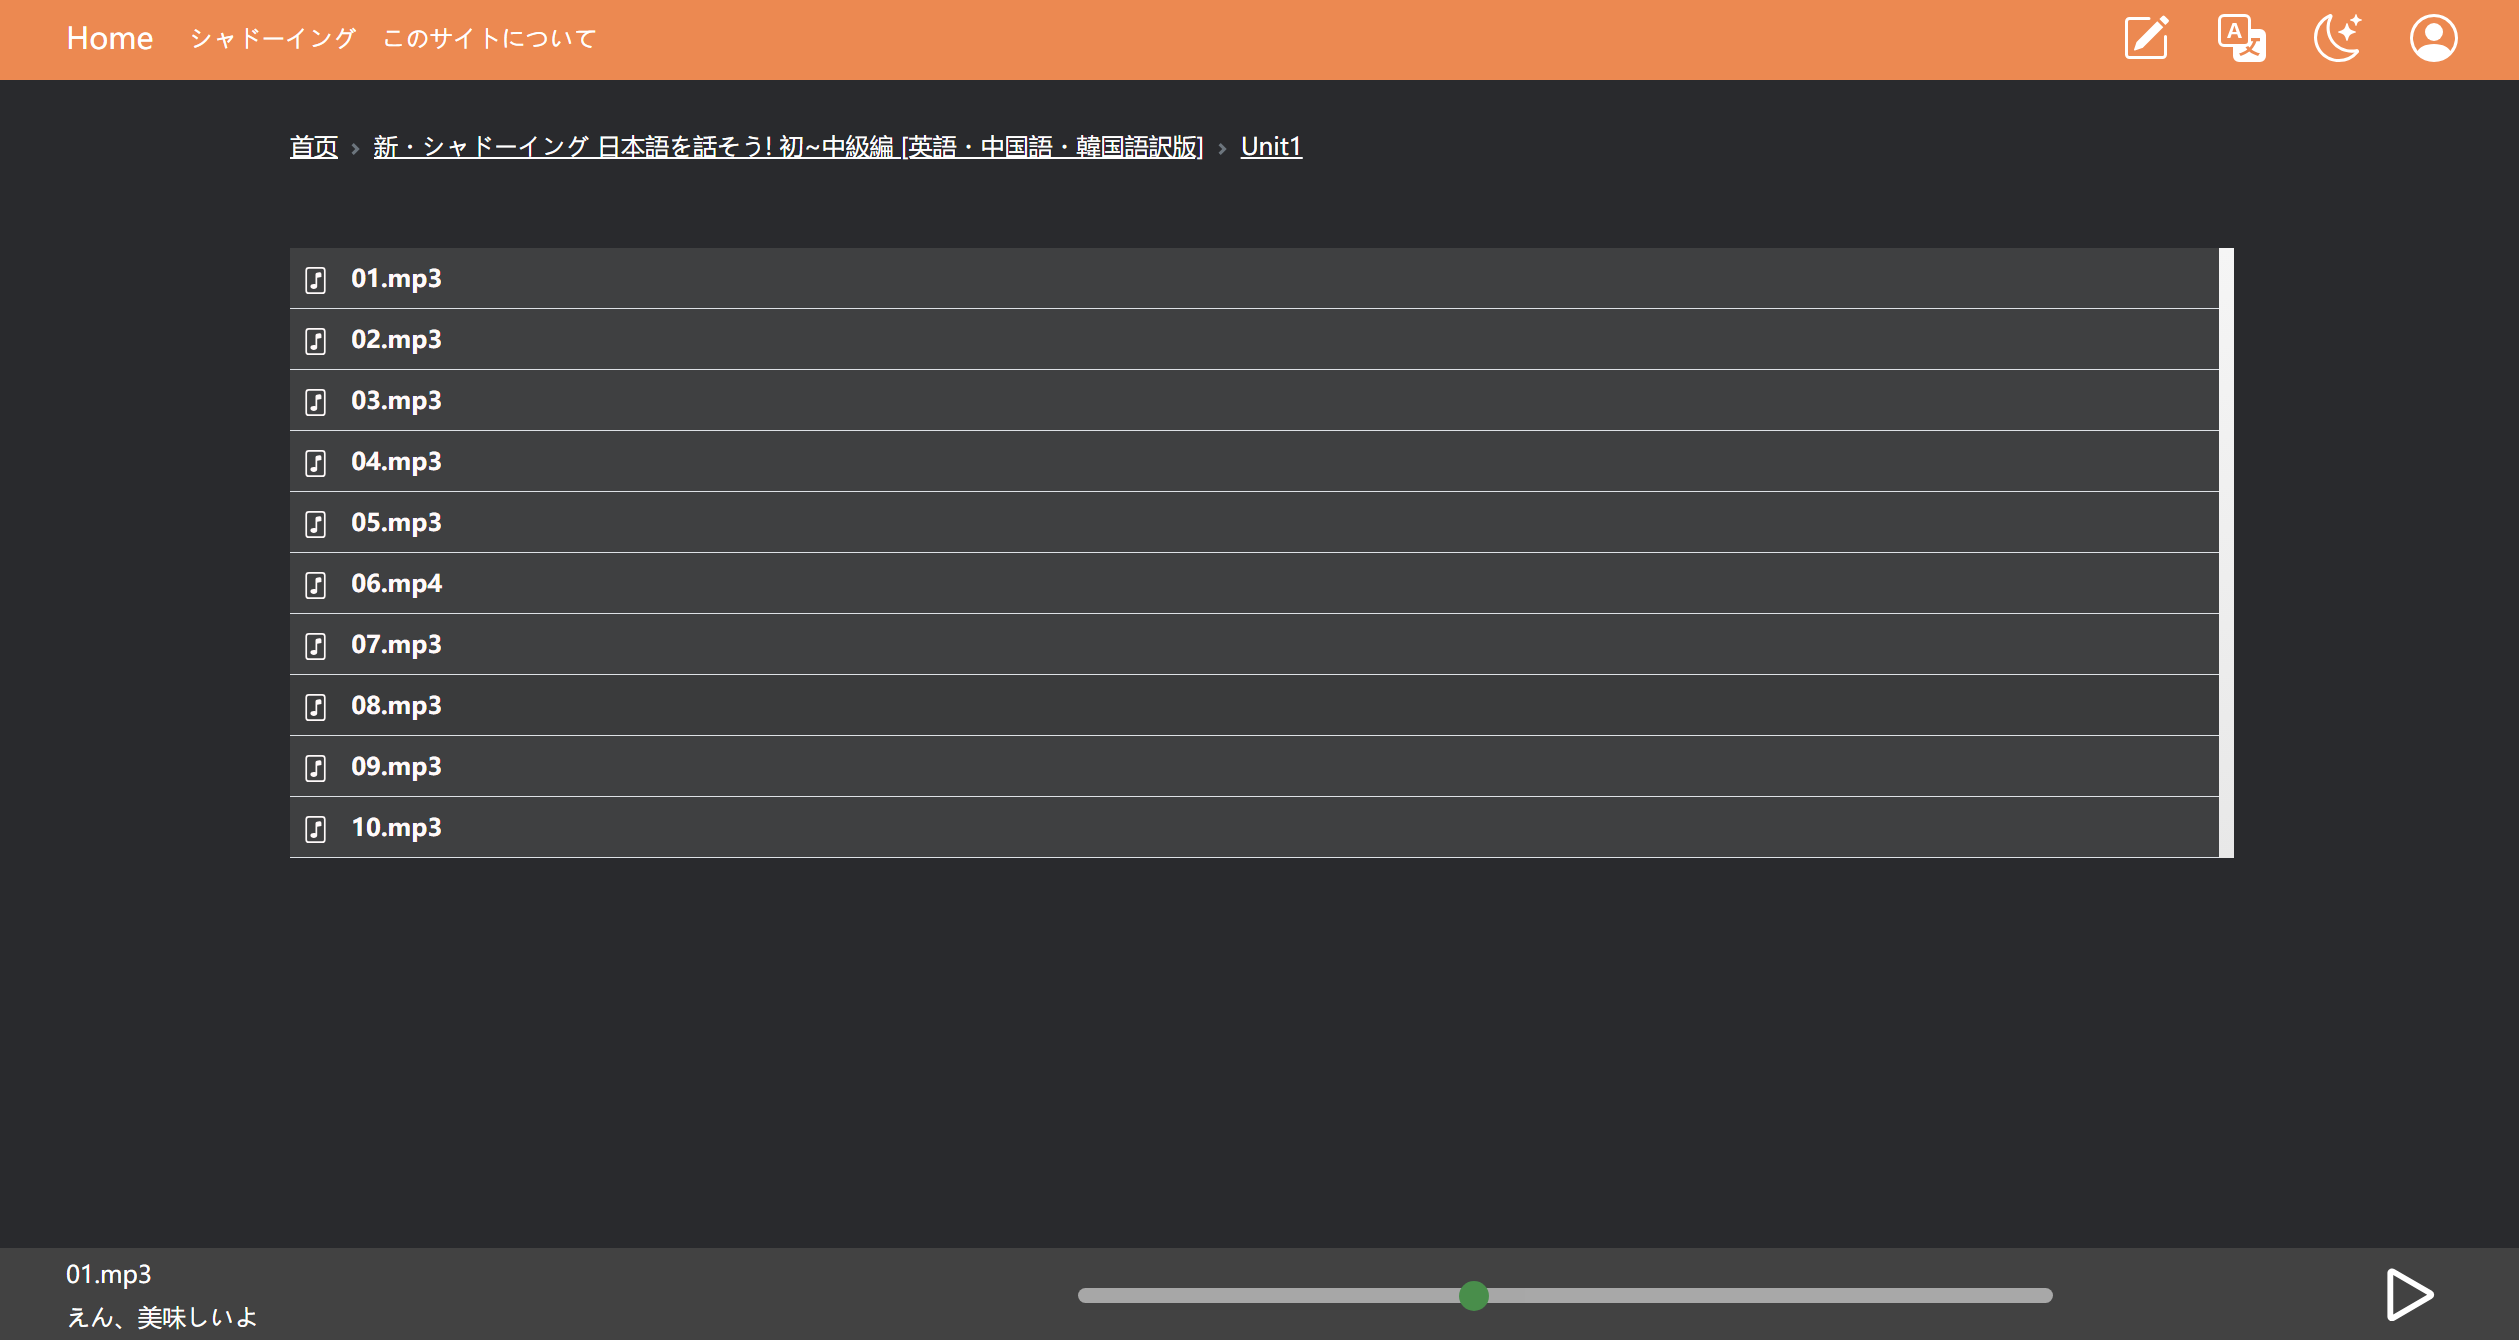 Home シャドーイング このサイトについて
首页 › 新・シャドーイング 日本語を話そう! 初~中級編 [英語・中国語・韓国語訳版] › Unit1
01.mp3
02.mp3
03.mp3
04.mp3
05.mp3
06.mp4
07.mp3
08.mp3
09.mp3
10.mp3
01.mp3
えん、美味しいよ